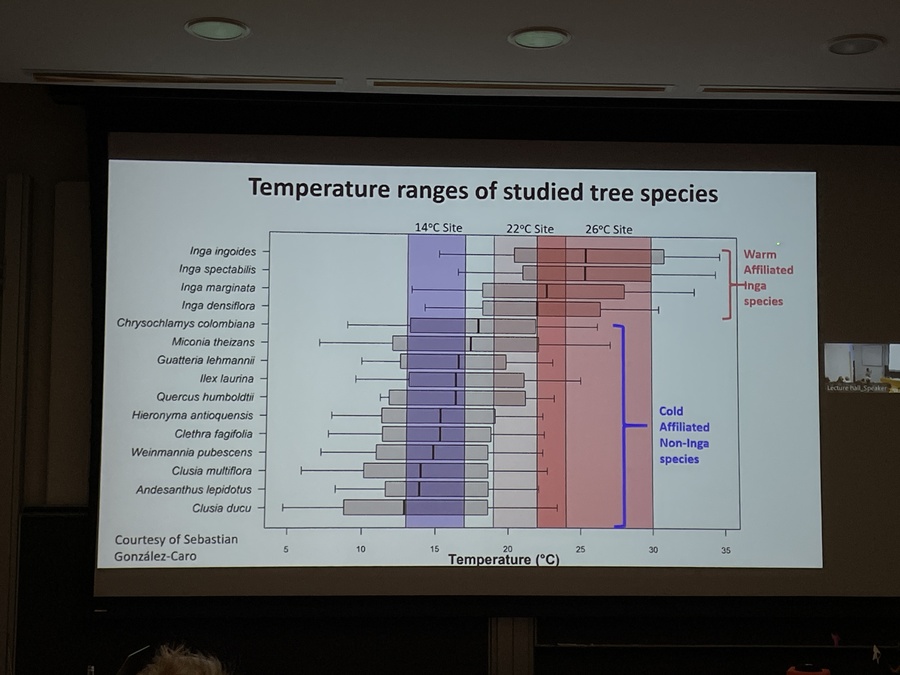 Temperature ranges of studied tree species
14°C Site 22°C Site 26°C Site
Inga ingoides
Inga spectabilis
Inga marginata
Inga densiflora
Chrysochlamys colombiana
Miconia theizans
Guatteria lehmannii
Ilex laurina
Quercus humboldtii
Hieronyma antioquensis
Clethra fagifolia
Weinmannia pubescens
Clusia multiflora
Andesanthus lepidotus
Clusia ducu
Warm
Affiliated
Inga
species
Cold
Affiliated
Non-Inga
species
5 10 15 20 25 30 35
Temperature (°C)
Courtesy of Sebastian
González-Caro
Lecture hall_Speaker